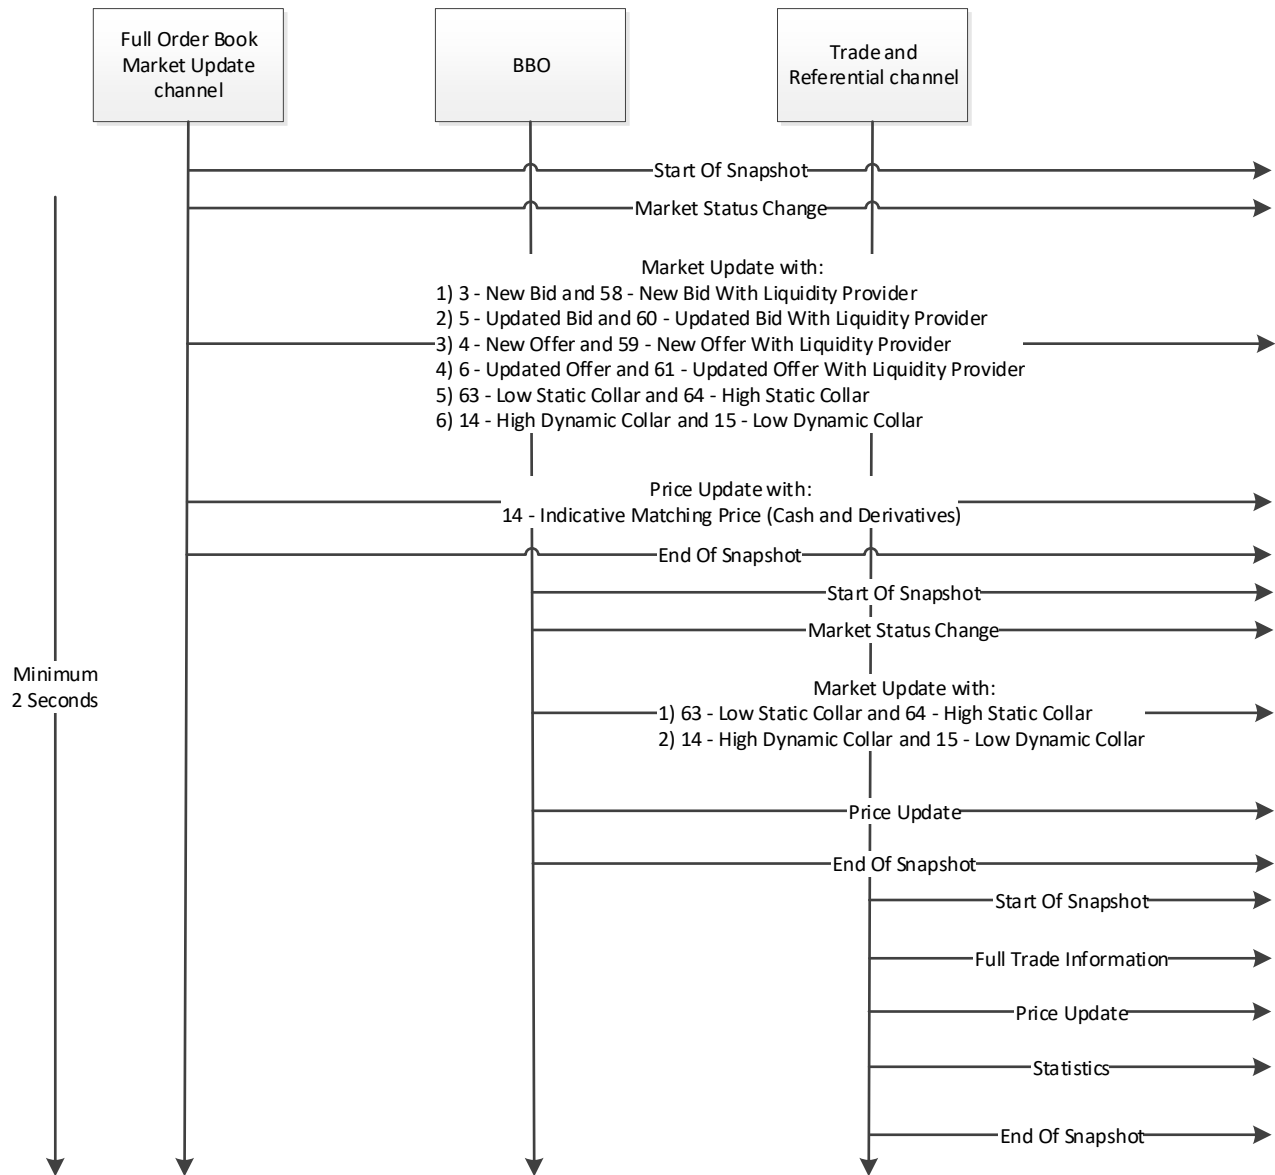 Full Order Book
Market Update
channel
BBO
Trade and
Referential channel
Start Of Snapshot
Market Status Change
Market Update with:
1) 3 - New Bid and 58 - New Bid With Liquidity Provider
2) 5 - Updated Bid and 60 - Updated Bid With Liquidity Provider
3) 4 - New Offer and 59 - New Offer With Liquidity Provider
4) 6 - Updated Offer and 61 - Updated Offer With Liquidity Provider
5) 63 - Low Static Collar and 64 - High Static Collar
6) 14 - High Dynamic Collar and 15 - Low Dynamic Collar
Price Update with:
14 - Indicative Matching Price (Cash and Derivatives)
End Of Snapshot
Start Of Snapshot
Market Status Change
Minimum
2 Seconds
Market Update with:
1) 63 - Low Static Collar and 64 - High Static Collar
2) 14 - High Dynamic Collar and 15 - Low Dynamic Collar
Price Update
End Of Snapshot
Start Of Snapshot
Full Trade Information
Price Update
Statistics
End Of Snapshot